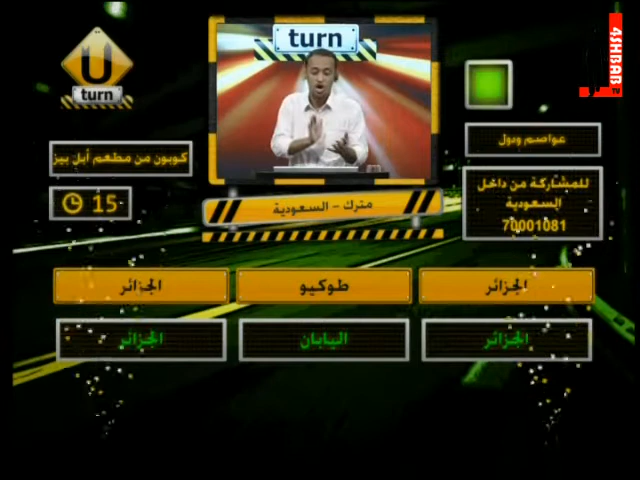 turn
4SHBAB
U
turn
عواصم ودول
كوبون من مطعم أبل بيز
للمشاركة من داخل
السعودية
70001081
15
مترك - السعودية
الجزائر
طوكيو
الجزائر
الجزائر
اليابان
الجزائر